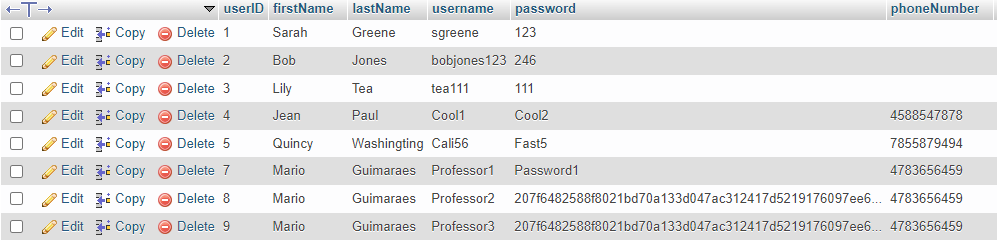 userID firstName lastName username password phoneNumber
Edit Copy Delete 1 Sarah Greene sgreene 123
Edit Copy Delete 2 Bob Jones bobjones123 246
Edit Copy Delete 3 Lily Tea tea111 111
Edit Copy Delete 4 Jean Paul Cool1 Cool2 4588547878
Edit Copy Delete 5 Quincy Washingting Cali56 Fast5 7855879494
Edit Copy Delete 7 Mario Guimaraes Professor1 Password1 4783656459
Edit Copy Delete 8 Mario Guimaraes Professor2 207f6482588f8021bd70a133d047ac312417d5219176097ee6... 4783656459
Edit Copy Delete 9 Mario Guimaraes Professor3 207f6482588f8021bd70a133d047ac312417d5219176097ee6... 4783656459